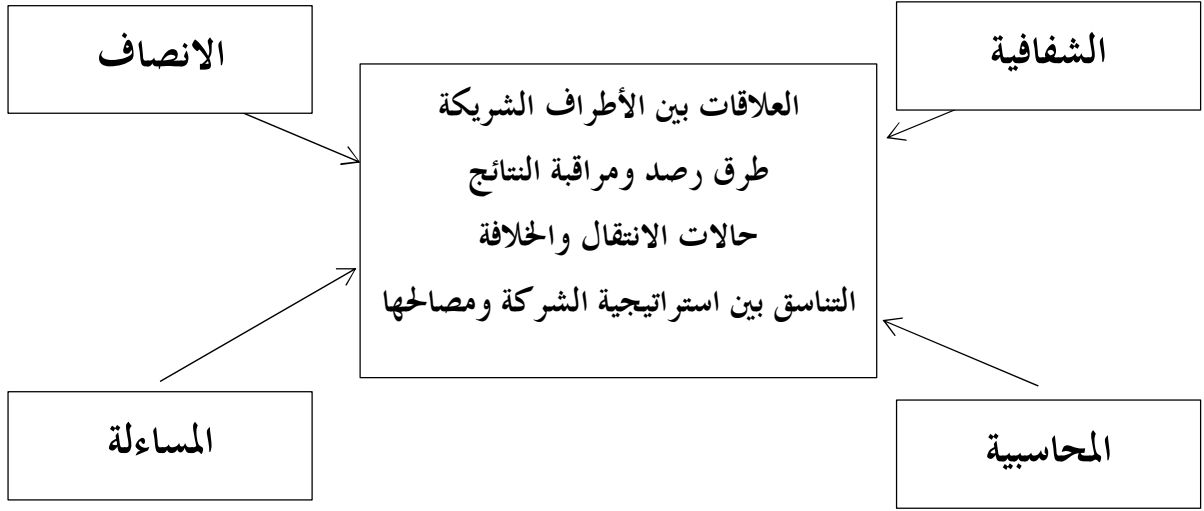 الشفافية
الانصاف
العلاقات بين الأطراف الشريكة
طرق رصد ومراقبة النتائج
حالات الانتقال والخلافة
التناسق بين استراتيجية الشركة ومصالحها
المحاسبية
المساءلة